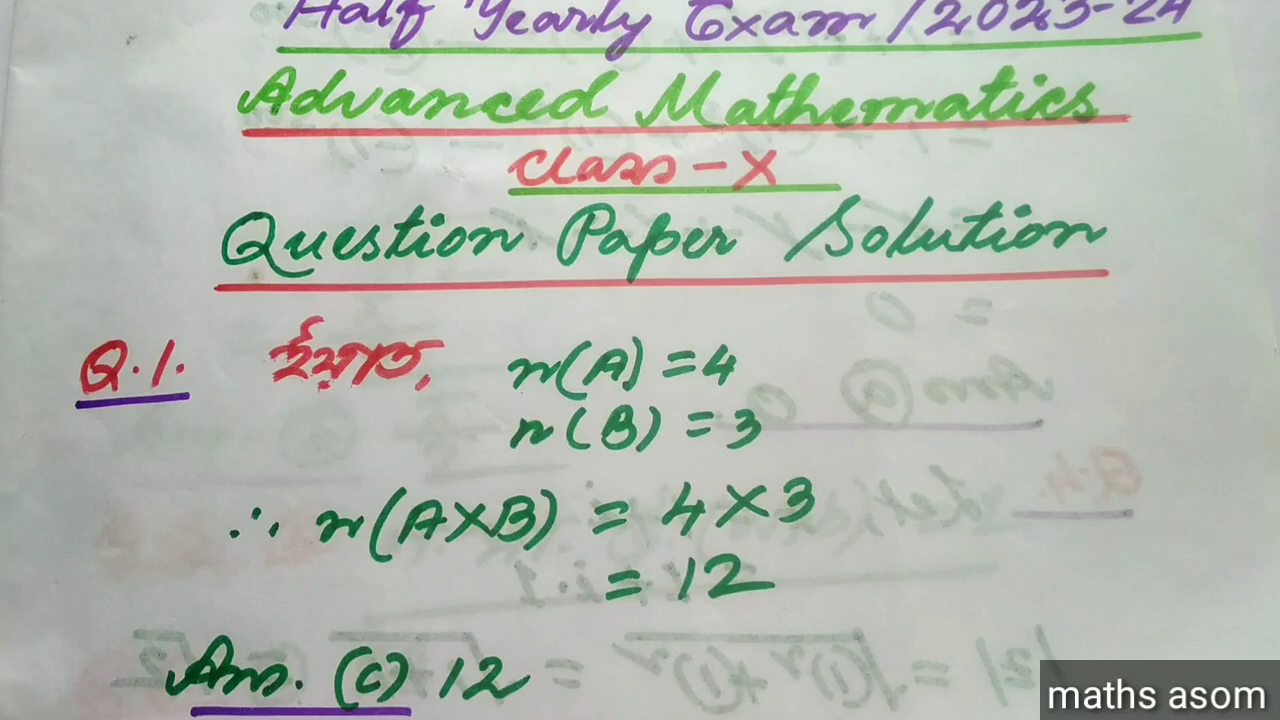 Half Yearly Exam/2023-24
Advanced Mathematics
Class-X
Question Paper Solution
Q.1. ইয়াত, n(A)=4
n(B)=3
∴ n(A×B) = 4×3
= 12
Ans. (c) 12
maths asom